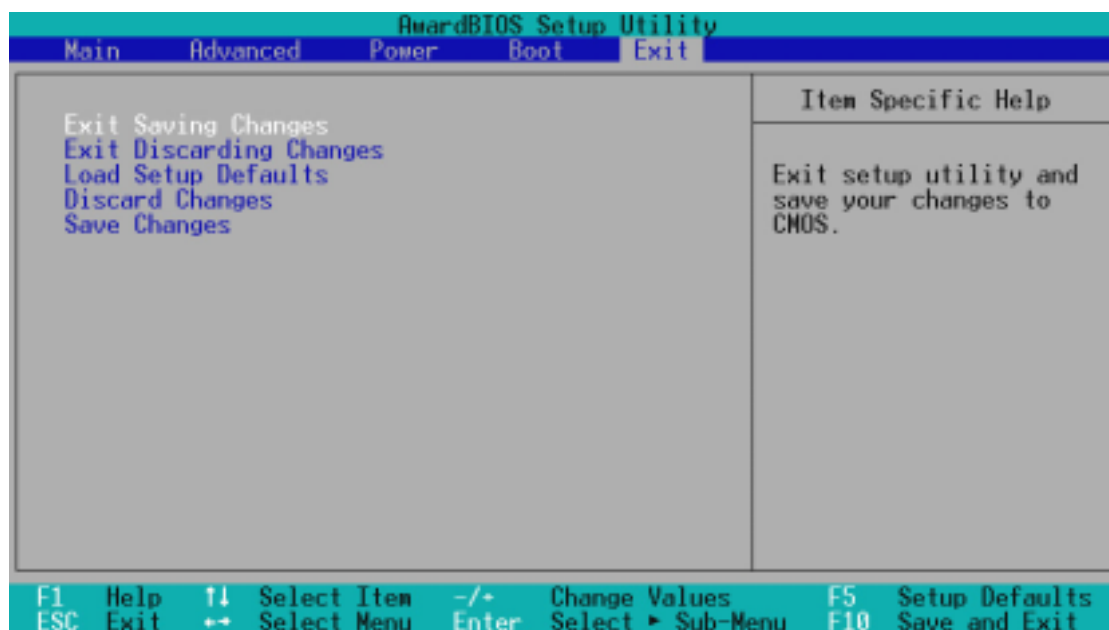 AwardBIOS Setup Utility
Main Advanced Power Boot Exit
Item Specific Help
Exit Saving Changes
Exit Discarding Changes
Load Setup Defaults
Discard Changes
Save Changes
Exit setup utility and
save your changes to
CMOS.
F1 Help ↑↓ Select Item -/+ Change Values F5 Setup Defaults
ESC Exit ←→ Select Menu Enter Select ► Sub-Menu F10 Save and Exit